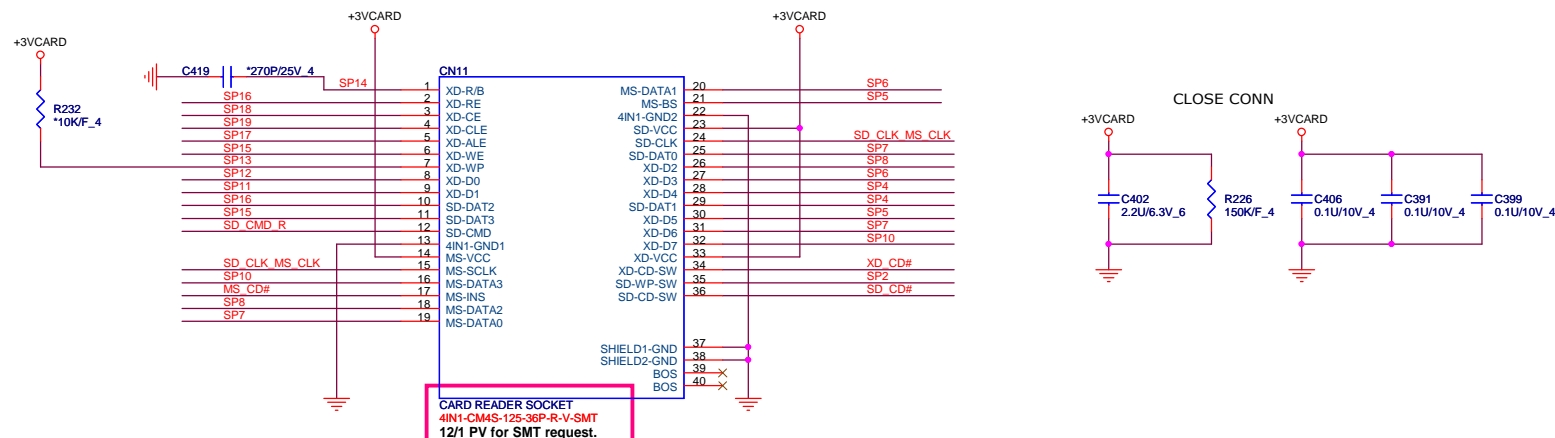 +3VCARD
+3VCARD
+3VCARD
R232
*10K/F_4
C419
*270P/25V_4
CN11
SP14 1 XD-R/B
SP16 2 XD-RE
SP18 3 XD-CE
SP19 4 XD-CLE
SP17 5 XD-ALE
SP15 6 XD-WE
SP13 7 XD-WP
SP12 8 XD-D0
SP11 9 XD-D1
SP16 10 SD-DAT2
SP15 11 SD-DAT3
SD_CMD_R 12 SD-CMD
13 4IN1-GND1
14 MS-VCC
SD_CLK_MS_CLK 15 MS-SCLK
SP10 16 MS-DATA3
MS_CD# 17 MS-INS
SP8 18 MS-DATA2
SP7 19 MS-DATA0
MS-DATA1 20 SP6
MS-BS 21 SP5
4IN1-GND2 22
SD-VCC 23
SD-CLK 24 SD_CLK_MS_CLK
SD-DAT0 25 SP7
XD-D2 26 SP8
XD-D3 27 SP6
XD-D4 28 SP4
SD-DAT1 29 SP4
XD-D5 30 SP5
XD-D6 31 SP7
XD-D7 32 SP10
XD-VCC 33
XD-CD-SW 34 XD_CD#
SD-WP-SW 35 SP2
SD-CD-SW 36 SD_CD#
SHIELD1-GND 37
SHIELD2-GND 38
BOS 39
BOS 40
CARD READER SOCKET
4IN1-CM4S-125-36P-R-V-SMT
12/1 PV for SMT request.
CLOSE CONN
+3VCARD
+3VCARD
C402
2.2U/6.3V_6
R226
150K/F_4
C406
0.1U/10V_4
C391
0.1U/10V_4
C399
0.1U/10V_4